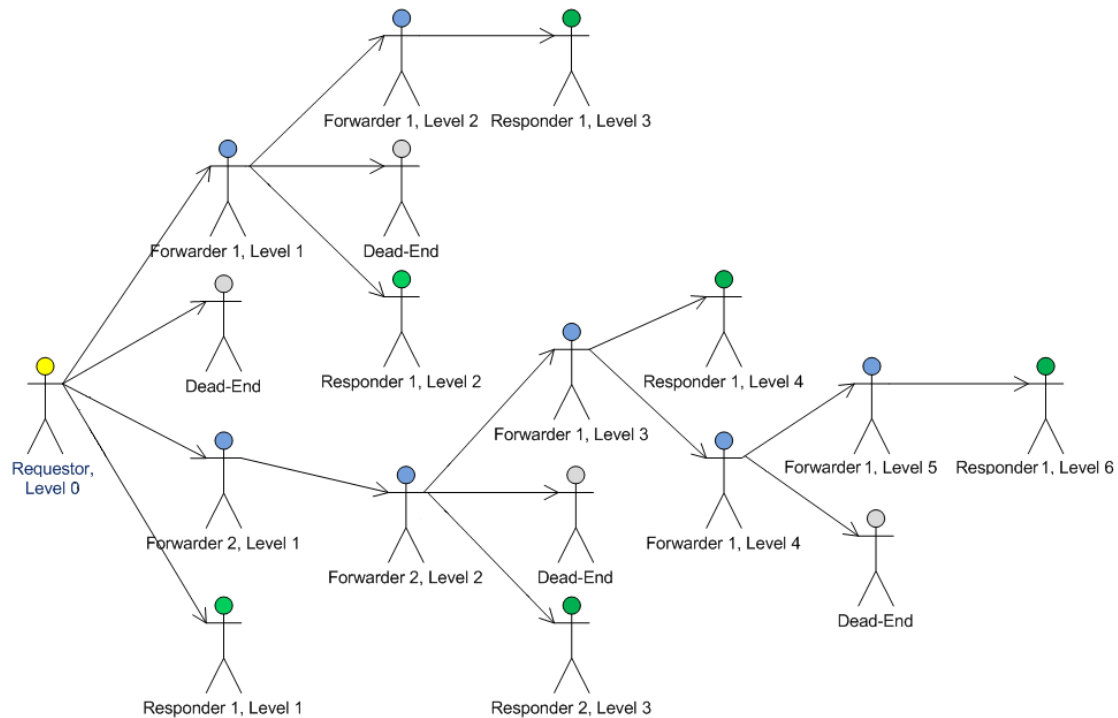 Forwarder 1, Level 2
Responder 1, Level 3
Forwarder 1, Level 1
Dead-End
Dead-End
Responder 1, Level 2
Responder 1, Level 4
Forwarder 1, Level 3
Requestor,
Level 0
Forwarder 1, Level 5
Responder 1, Level 6
Forwarder 2, Level 1
Forwarder 2, Level 2
Dead-End
Forwarder 1, Level 4
Dead-End
Responder 1, Level 1
Responder 2, Level 3